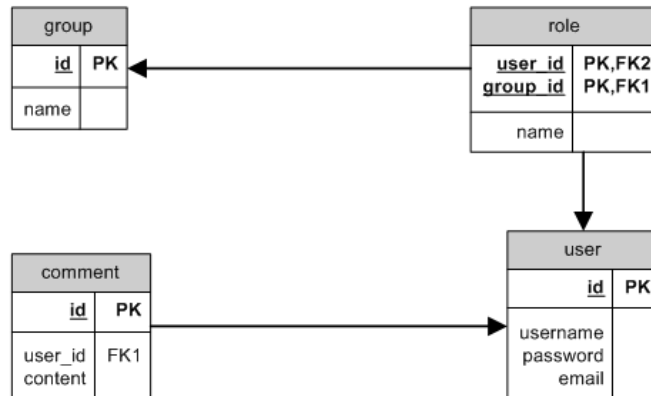 group
id PK
name
role
user_id PK,FK2
group_id PK,FK1
name
comment
id PK
user_id FK1
content
user
id PK
username
password
email